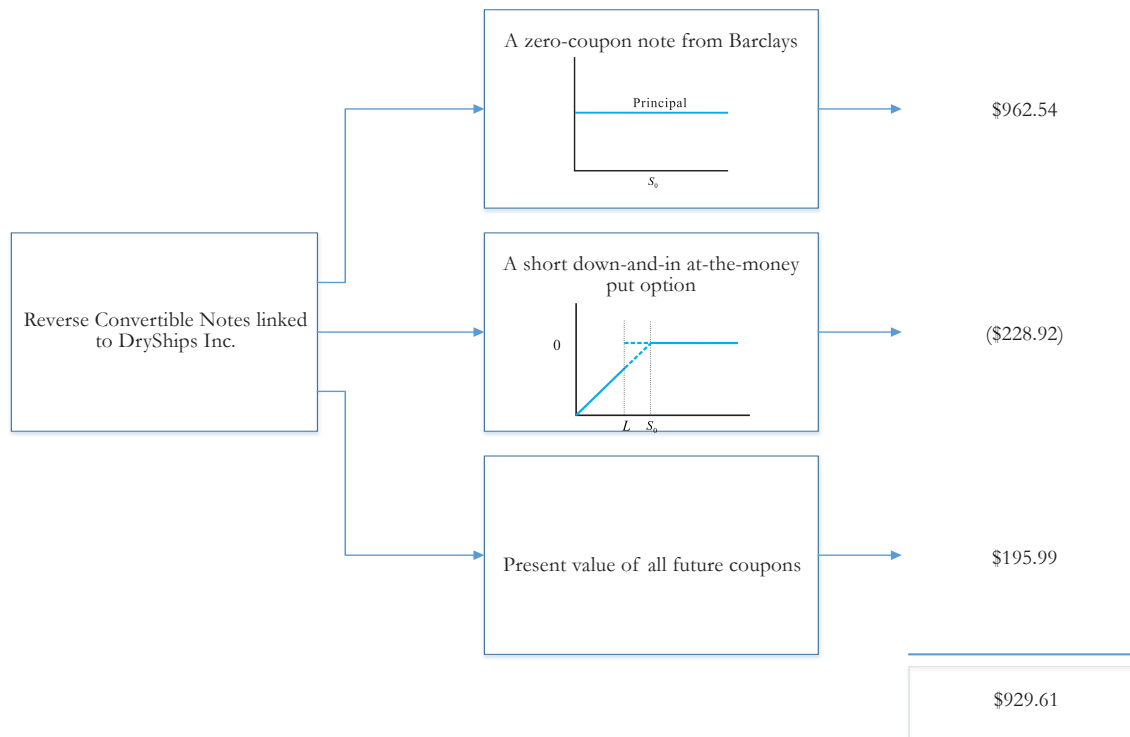 A zero-coupon note from Barclays
Principal
S₀
$962.54
Reverse Convertible Notes linked
to DryShips Inc.
A short down-and-in at-the-money
put option
0
L S₀
($228.92)
Present value of all future coupons
$195.99
$929.61